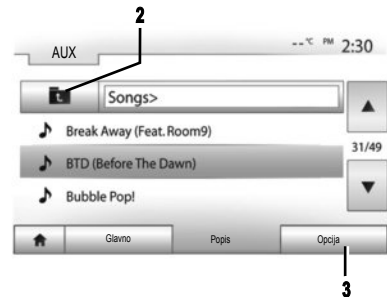 2
AUX
--°C PM 2:30
Songs>
Break Away (Feat. Room9)
31/49
BTD (Before The Dawn)
Bubble Pop!
Glavno Popis Opcija
3